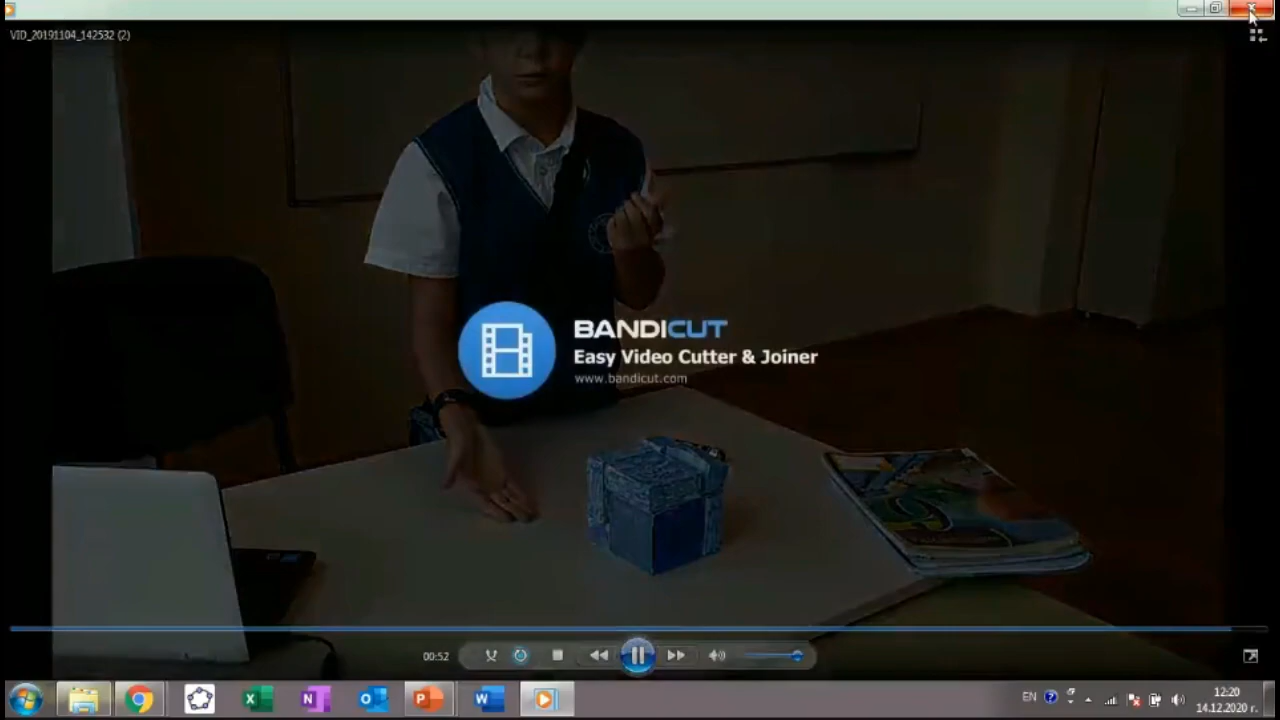 VID_20191104_142532 (2)
BANDICUT
Easy Video Cutter & Joiner
www.bandicut.com
00:52
EN
12:20
14.12.2020 г.